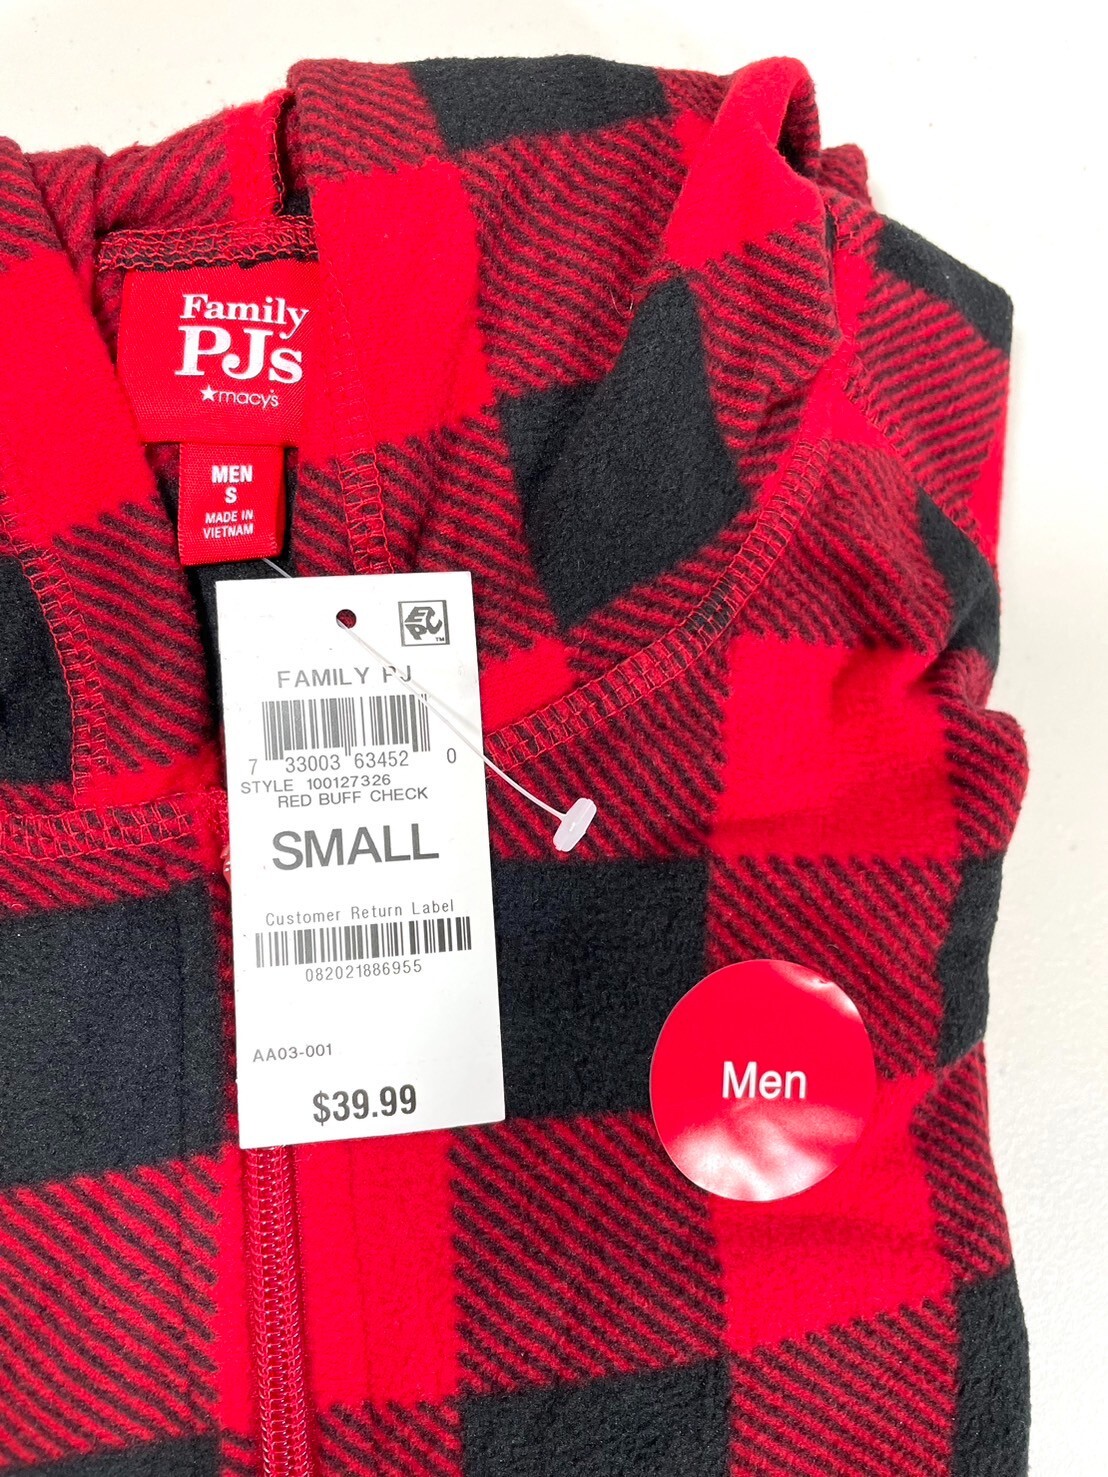 Family
PJs
★macy's
MEN
S
MADE IN
VIETNAM
FAMILY PJ
7 33003 63452 0
STYLE 100127326
RED BUFF CHECK
SMALL
Customer Return Label
082021886955
AA03-001
$39.99
Men